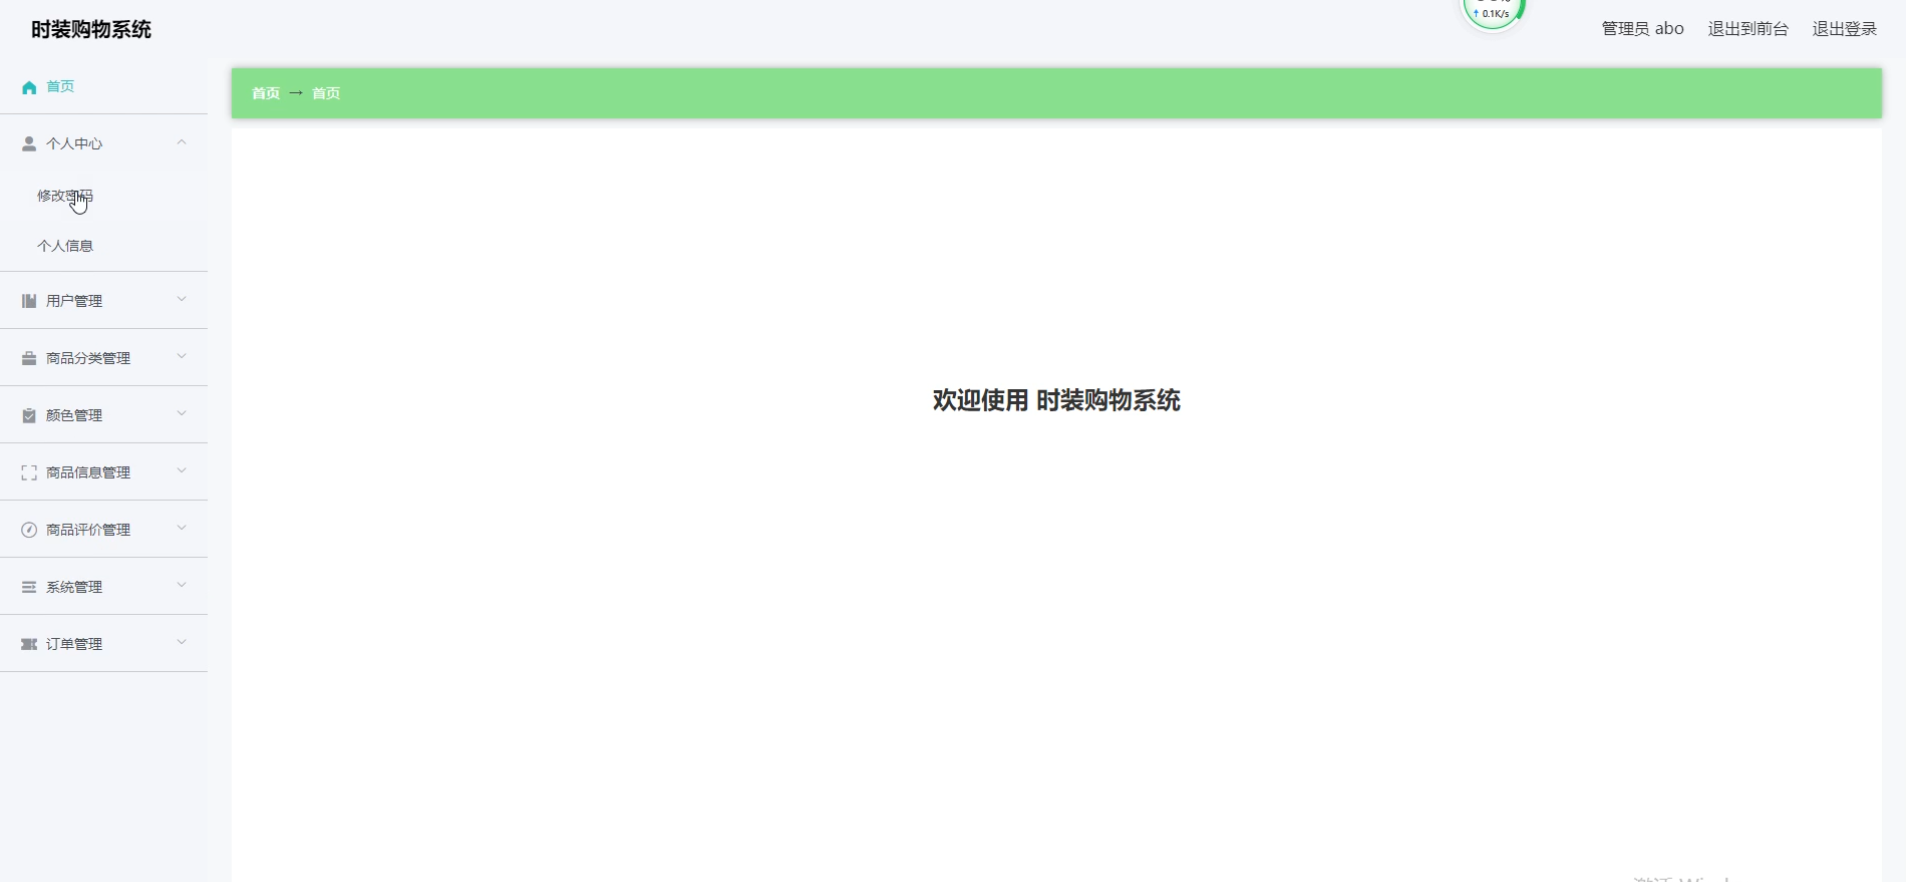 时装购物系统
0.1K/s
管理员 abo 退出到前台 退出登录
首页
首页 → 首页
个人中心
修改密码
个人信息
用户管理
商品分类管理
欢迎使用 时装购物系统
颜色管理
商品信息管理
商品评价管理
系统管理
订单管理